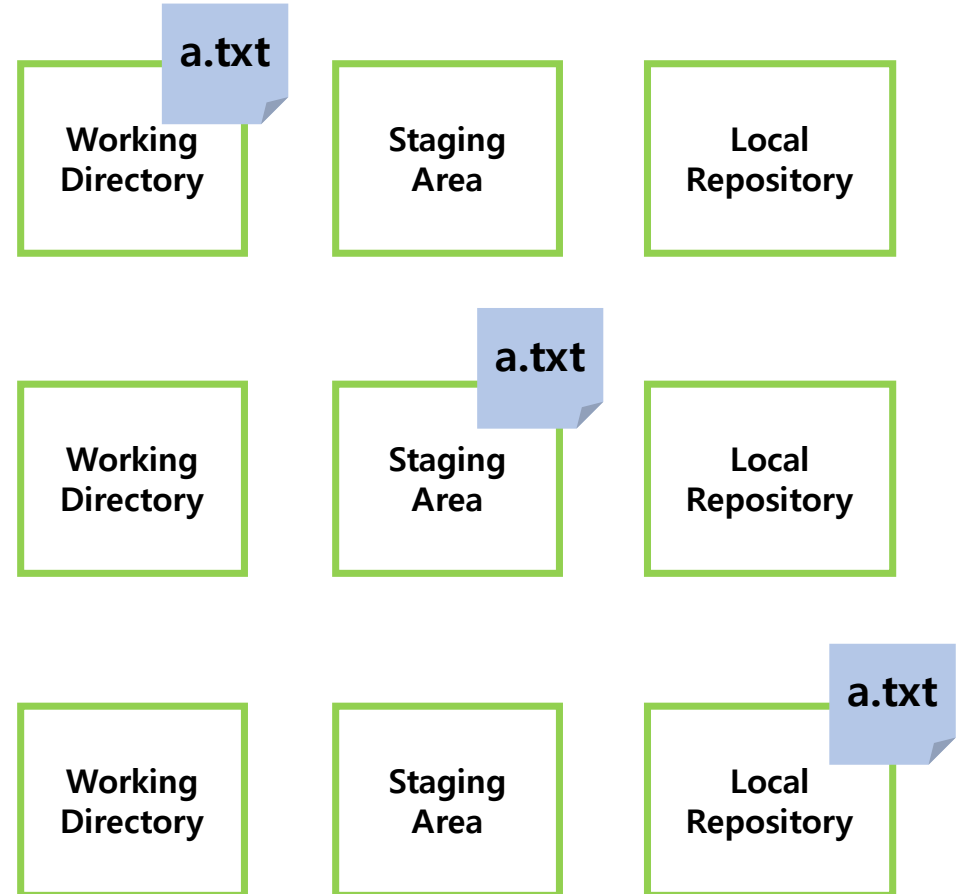 a.txt
Working
Directory
Staging
Area
Local
Repository
a.txt
Working
Directory
Staging
Area
Local
Repository
a.txt
Working
Directory
Staging
Area
Local
Repository